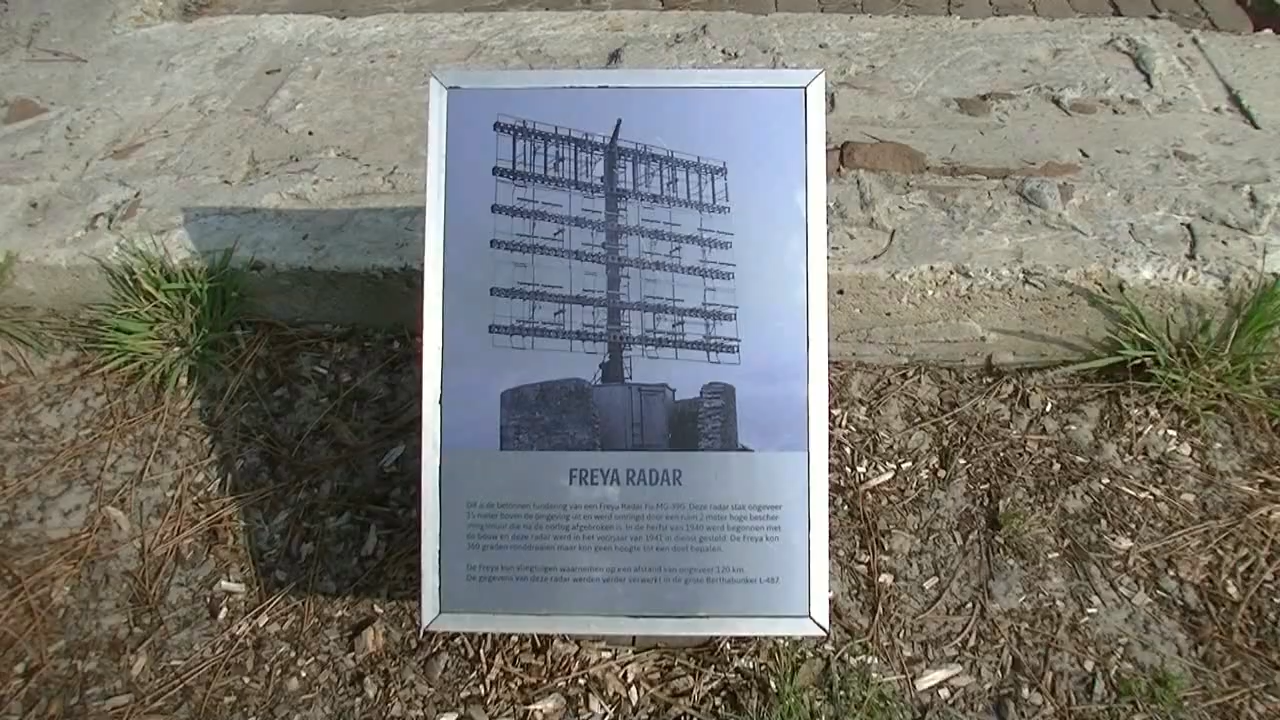 FREYA RADAR
Dit is de betonnen fundering van een Freya Radar Fu MG 39G. Deze radar stak ongeveer
15 meter boven de omgeving uit en werd omringd door een ruim 2 meter hoge bescher-
mingsmuur die na de oorlog afgebroken is. In de herfst van 1940 werd begonnen met
de bouw en deze radar werd in het voorjaar van 1941 in dienst gesteld. De Freya kon
360 graden ronddraaien maar kon geen hoogte tot een doel bepalen.
De Freya kon vliegtuigen waarnemen op een afstand van ongeveer 120 km.
De gegevens van deze radar werden verder verwerkt in de grote Berthabunker L-487.